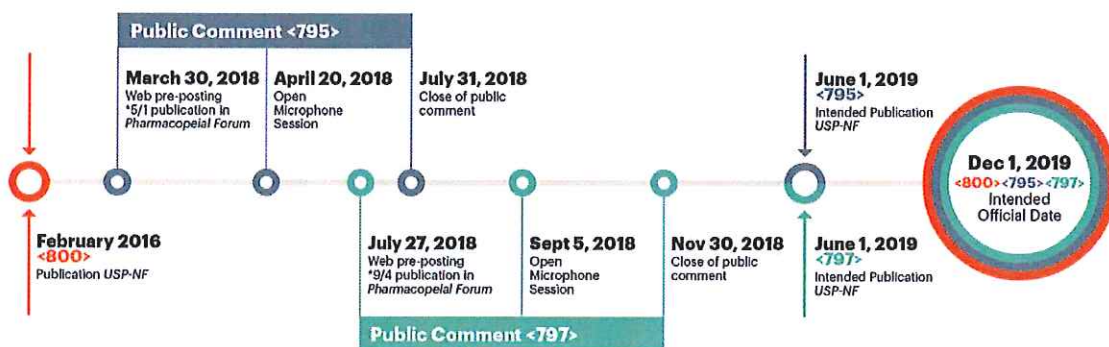 Public Comment <795>
March 30, 2018
Web pre-posting
*5/1 publication in
Pharmacopeial Forum
April 20, 2018
Open
Microphone
Session
July 31, 2018
Close of public
comment
June 1, 2019
<795>
Intended Publication
USP-NF
Dec 1, 2019
<800><795><797>
Intended
Official Date
February 2016
<800>
Publication USP-NF
July 27, 2018
Web pre-posting
*9/4 publication in
Pharmacopeial Forum
Sept 5, 2018
Open
Microphone
Session
Nov 30, 2018
Close of public
comment
June 1, 2019
<797>
Intended Publication
USP-NF
Public Comment <797>